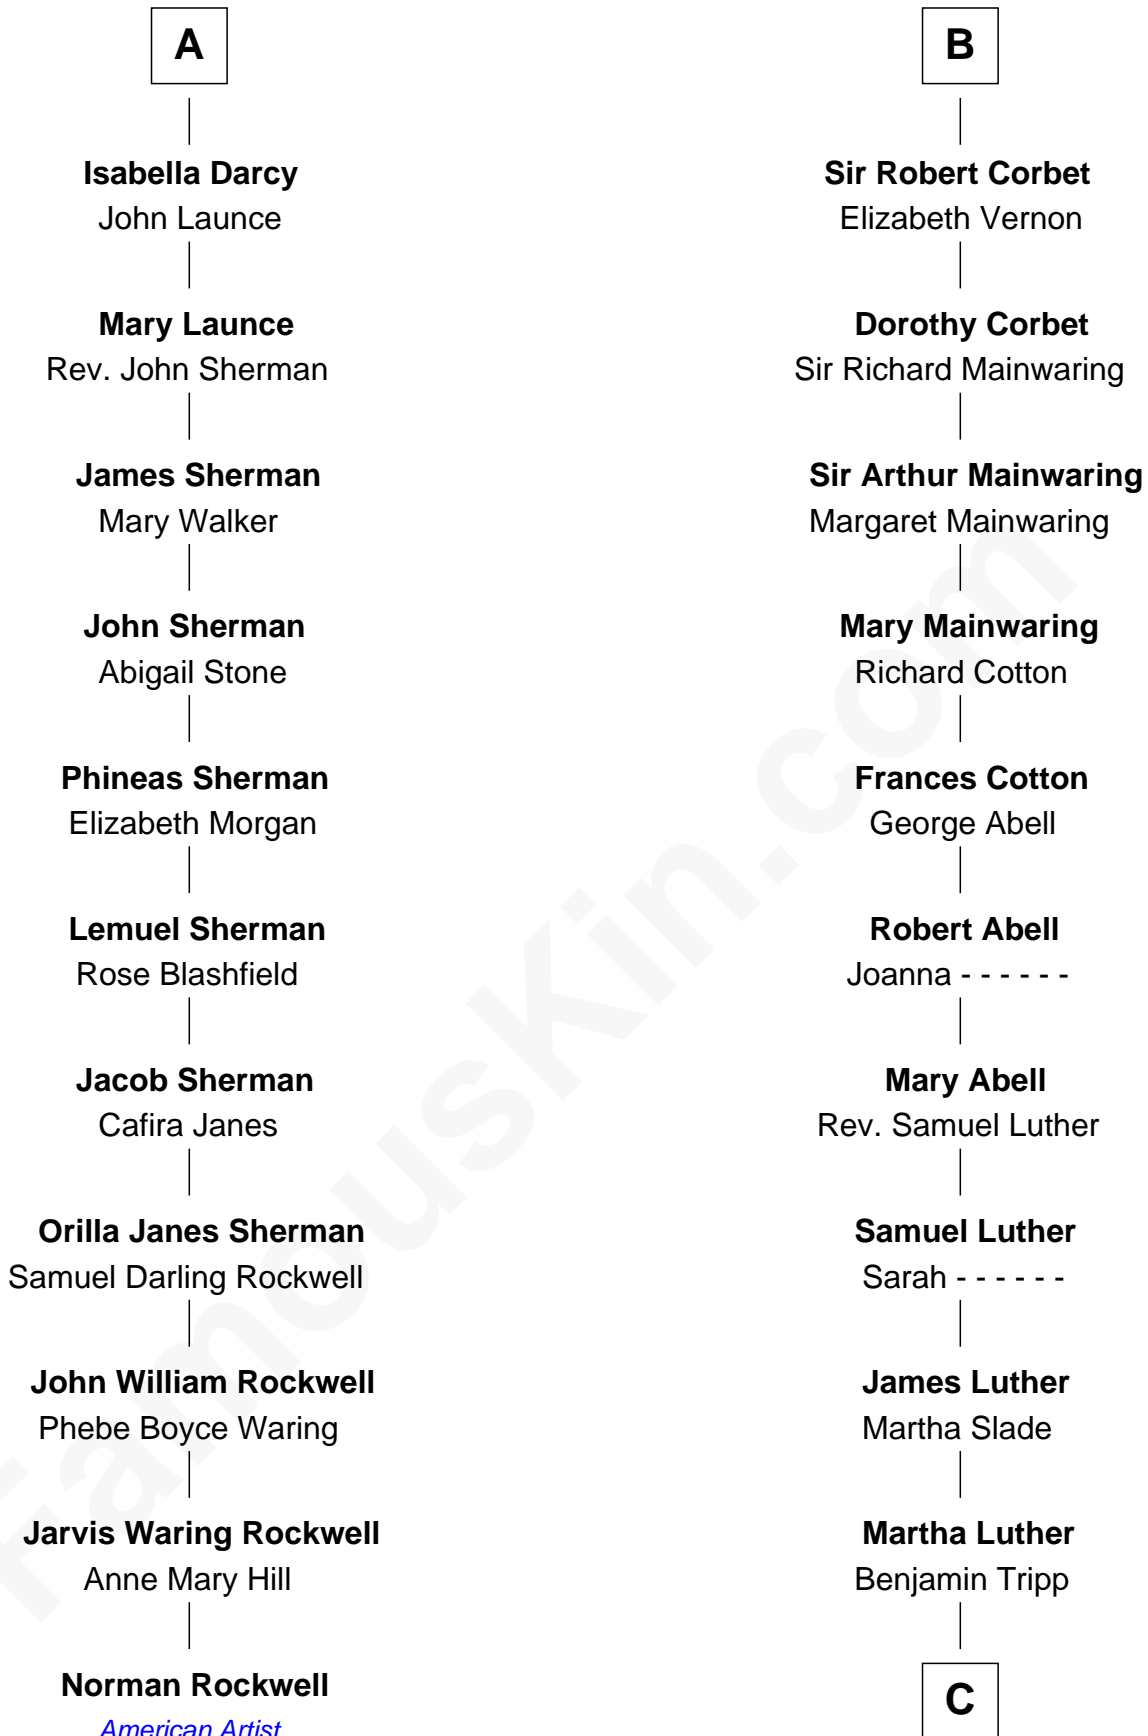 A
Isabella Darcy
John Launce
Mary Launce
Rev. John Sherman
James Sherman
Mary Walker
John Sherman
Abigail Stone
Phineas Sherman
Elizabeth Morgan
Lemuel Sherman
Rose Blashfield
Jacob Sherman
Cafira Janes
Orilla Janes Sherman
Samuel Darling Rockwell
John William Rockwell
Phebe Boyce Waring
Jarvis Waring Rockwell
Anne Mary Hill
Norman Rockwell
American Artist
B
Sir Robert Corbet
Elizabeth Vernon
Dorothy Corbet
Sir Richard Mainwaring
Sir Arthur Mainwaring
Margaret Mainwaring
Mary Mainwaring
Richard Cotton
Frances Cotton
George Abell
Robert Abell
Joanna - - - - - -
Mary Abell
Rev. Samuel Luther
Samuel Luther
Sarah - - - - - -
James Luther
Martha Slade
Martha Luther
Benjamin Tripp
C
FamousKin.com